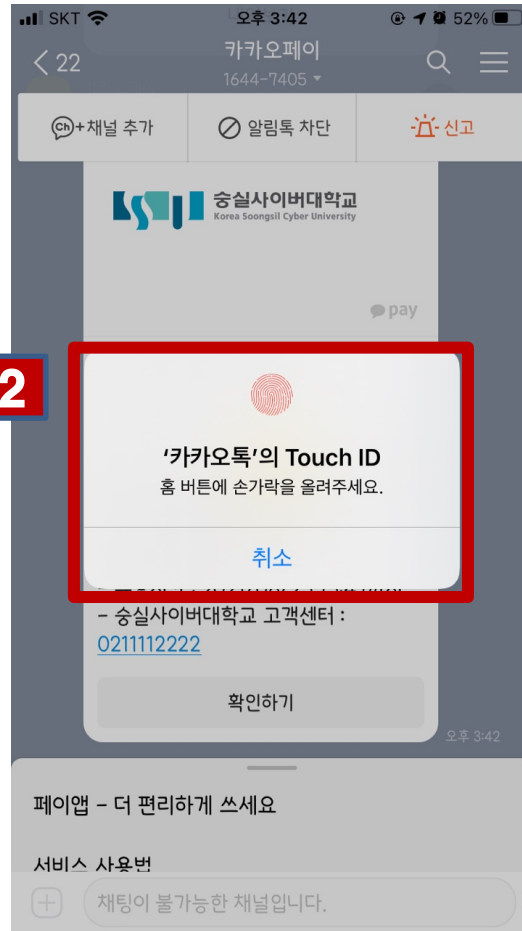 SKT 오후 3:42 52%
22 카카오페이
1644-7405
Ch+채널 추가 알림톡 차단 신고
숭실사이버대학교
Korea Soongsil Cyber University
pay
2
'카카오톡'의 Touch ID
홈 버튼에 손가락을 올려주세요.
취소
- 숭실사이버대학교 고객센터 :
0211112222
확인하기
오후 3:42
페이앱 – 더 편리하게 쓰세요
서비스 사용법
채팅이 불가능한 채널입니다.